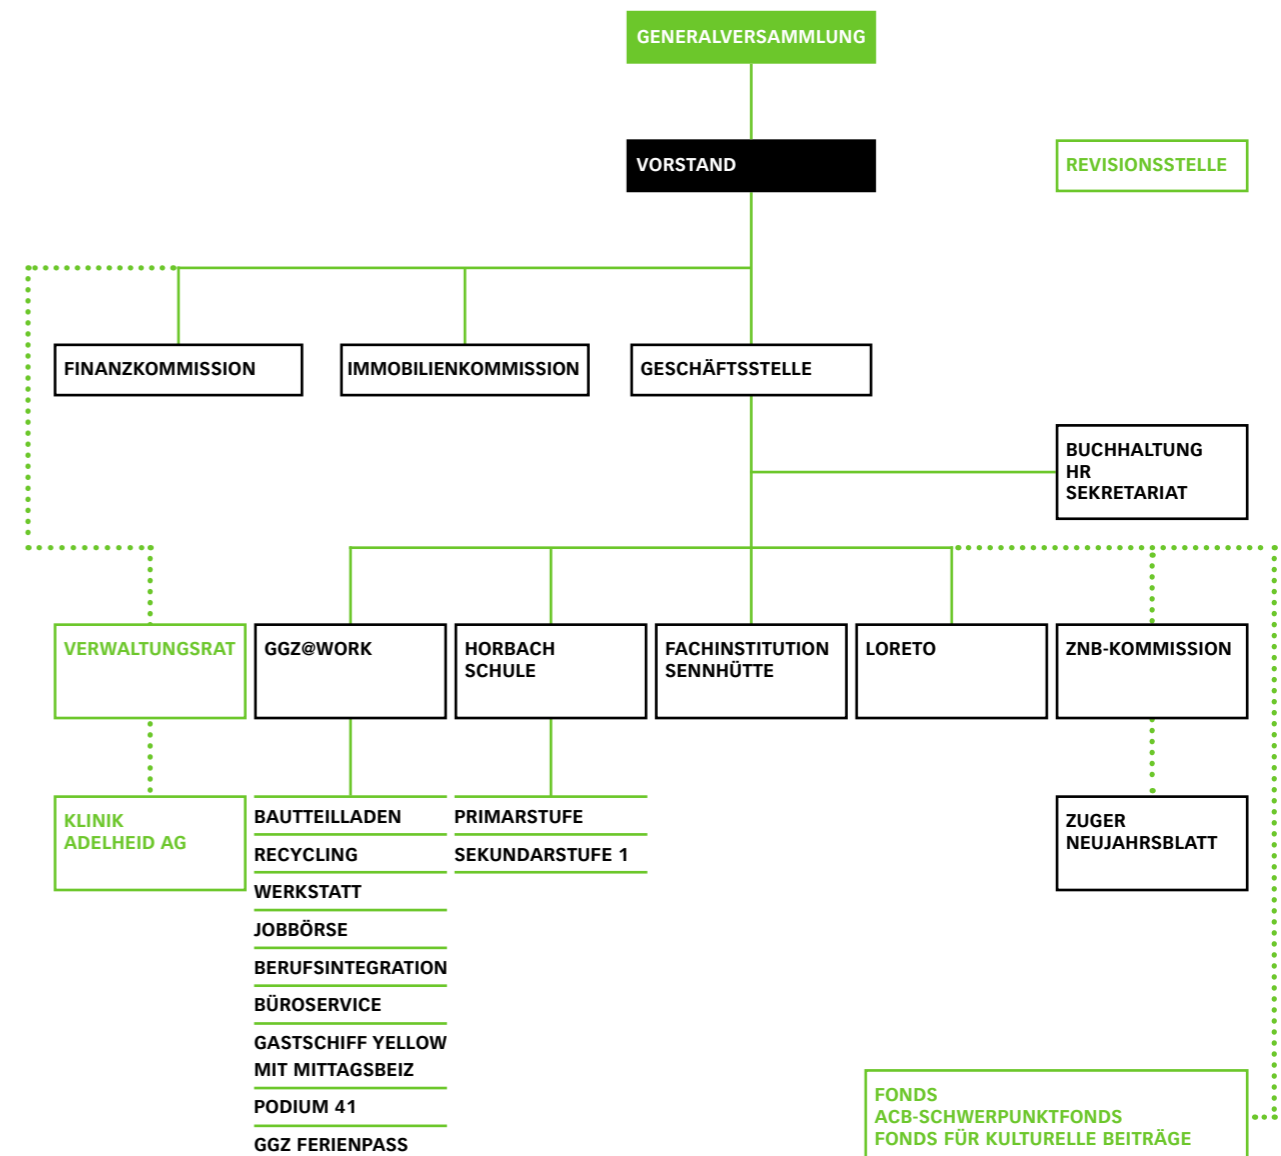 GENERALVERSAMMLUNG
VORSTAND
REVISIONSSTELLE
FINANZKOMMISSION
IMMOBILIENKOMMISSION
GESCHÄFTSSTELLE
BUCHHALTUNG
HR
SEKRETARIAT
VERWALTUNGSRAT
GGZ@WORK
HORBACH
SCHULE
FACHINSTITUTION
SENNHÜTTE
LORETO
ZNB-KOMMISSION
KLINIK
ADELHEID AG
BAUTTEILLADEN
RECYCLING
WERKSTATT
JOBBÖRSE
BERUFSINTEGRATION
BÜROSERVICE
GASTSCHIFF YELLOW
MIT MITTAGSBEIZ
PODIUM 41
GGZ FERIENPASS
PRIMARSTUFE
SEKUNDARSTUFE 1
ZUGER
NEUJAHRSBLATT
FONDS
ACB-SCHWERPUNKTFONDS
FONDS FÜR KULTURELLE BEITRÄGE